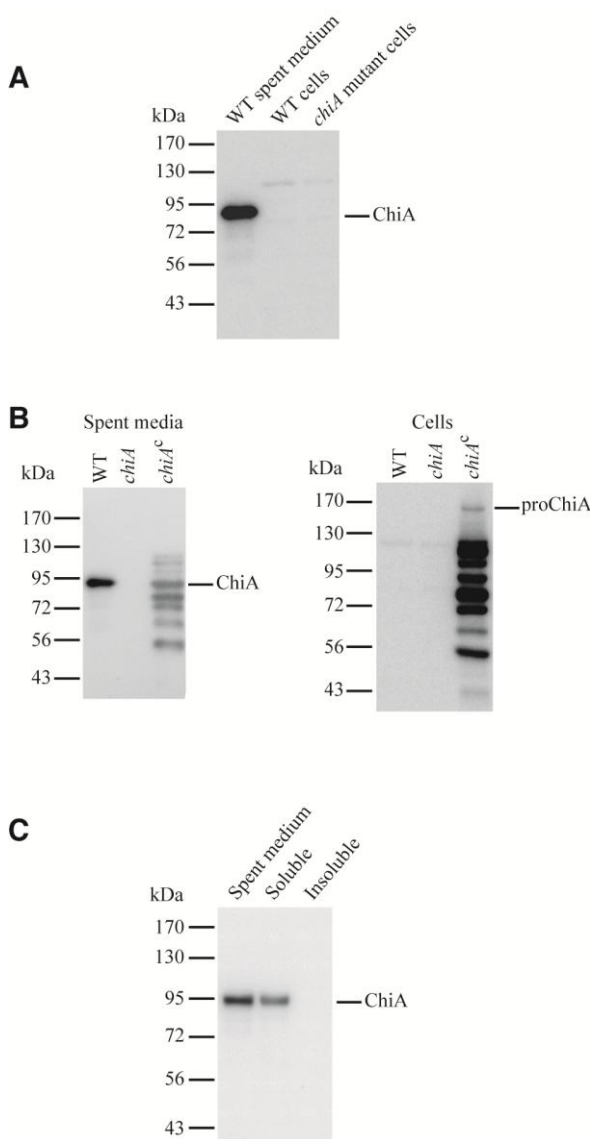 A
WT spent medium
WT cells
chiA mutant cells
kDa
170
130
95
72
56
43
ChiA
B
Spent media
WT
chiA
chiAᶜ
kDa
170
130
95
72
56
43
ChiA
Cells
WT
chiA
chiAᶜ
kDa
170
130
95
72
56
43
proChiA
C
Spent medium
Soluble
Insoluble
kDa
170
130
95
72
56
43
ChiA